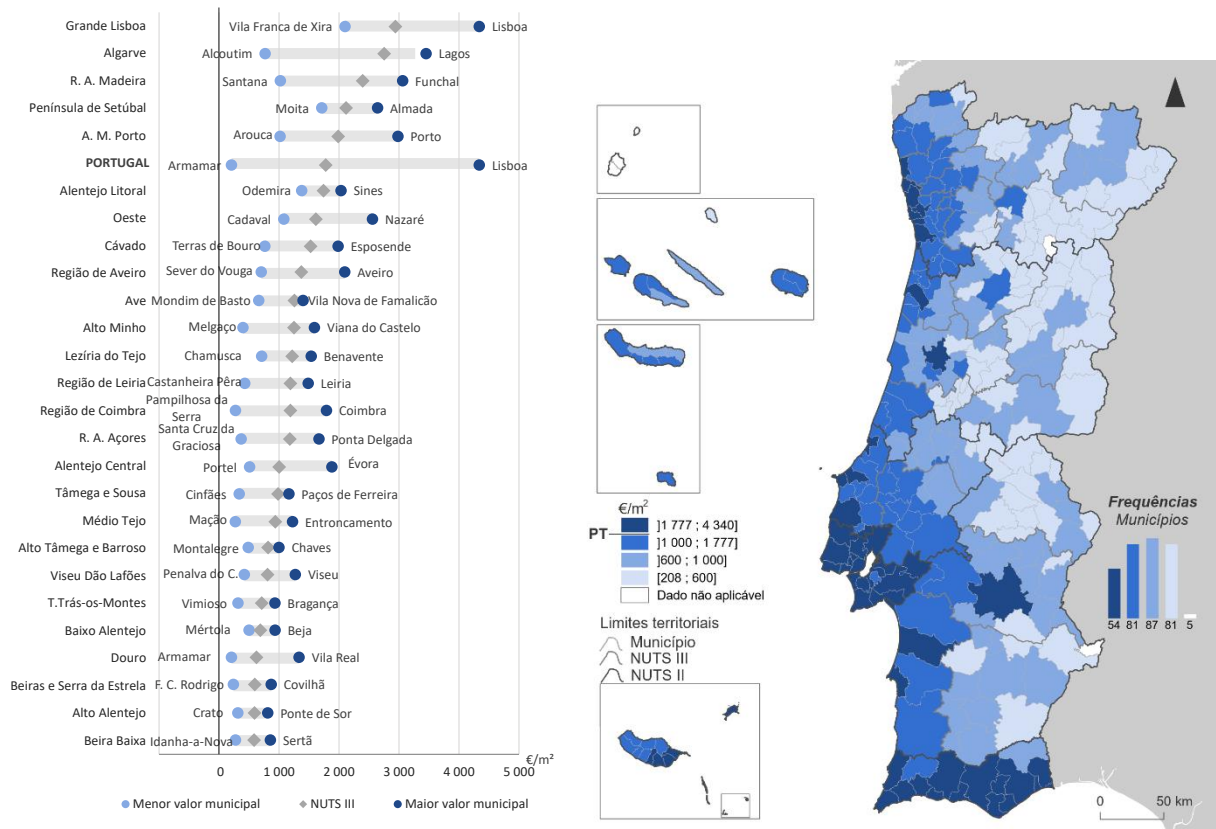 Grande Lisboa Vila Franca de Xira Lisboa
Algarve Alcoutim Lagos
R. A. Madeira Santana Funchal
Península de Setúbal Moita Almada
A. M. Porto Arouca Porto
PORTUGAL Armamar Lisboa
Alentejo Litoral Odemira Sines
Oeste Cadaval Nazaré
Cávado Terras de Bouro Esposende
Região de Aveiro Sever do Vouga Aveiro
Ave Mondim de Basto Vila Nova de Famalicão
Alto Minho Melgaço Viana do Castelo
Lezíria do Tejo Chamusca Benavente
Região de Leiria Castanheira Pêra Leiria
Região de Coimbra Pampilhosa da Serra Coimbra
R. A. Açores Santa Cruz da Graciosa Ponta Delgada
Alentejo Central Portel Évora
Tâmega e Sousa Cinfães Paços de Ferreira
Médio Tejo Mação Entroncamento
Alto Tâmega e Barroso Montalegre Chaves
Viseu Dão Lafões Penalva do C. Viseu
T.Trás-os-Montes Vimioso Bragança
Baixo Alentejo Mértola Beja
Douro Armamar Vila Real
Beiras e Serra da Estrela F. C. Rodrigo Covilhã
Alto Alentejo Crato Ponte de Sor
Beira Baixa Idanha-a-Nova Sertã
€/m²
0 1 000 2 000 3 000 4 000 5 000
Menor valor municipal NUTS III Maior valor municipal
€/m²
PT
]1 777 ; 4 340]
]1 000 ; 1 777]
]600 ; 1 000]
[208 ; 600]
Dado não aplicável
Limites territoriais
Município
NUTS III
NUTS II
Frequências
Municípios
54 81 87 81 5
0 50 km